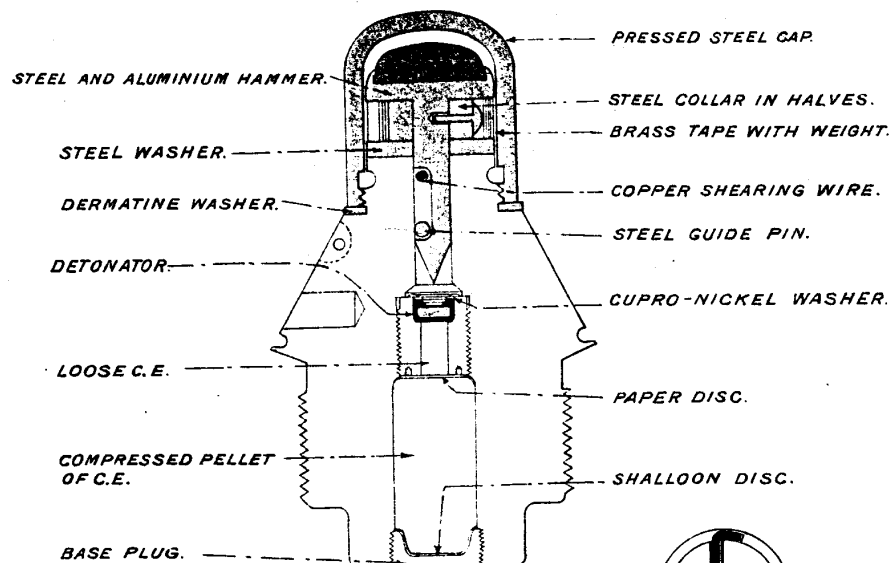 PRESSED STEEL CAP.
STEEL AND ALUMINIUM HAMMER.
STEEL COLLAR IN HALVES.
BRASS TAPE WITH WEIGHT.
STEEL WASHER.
COPPER SHEARING WIRE.
DERMATINE WASHER.
STEEL GUIDE PIN.
DETONATOR.
CUPRO-NICKEL WASHER.
LOOSE C.E.
PAPER DISC.
COMPRESSED PELLET
OF C.E.
SHALLOON DISC.
BASE PLUG.